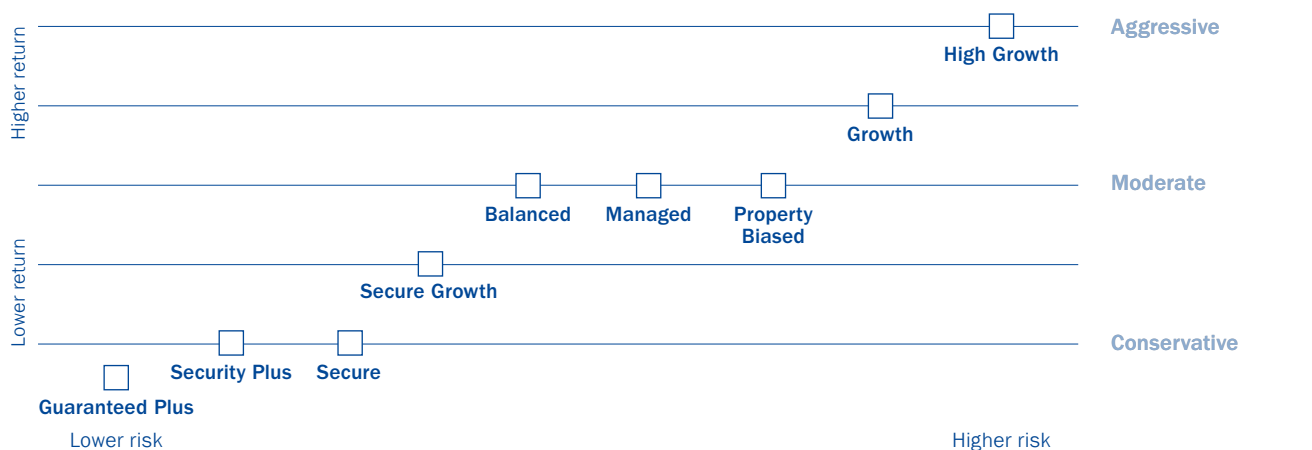 Higher return
Aggressive
High Growth
Growth
Moderate
Balanced
Managed
Property
Biased
Lower return
Secure Growth
Conservative
Security Plus
Secure
Guaranteed Plus
Lower risk
Higher risk